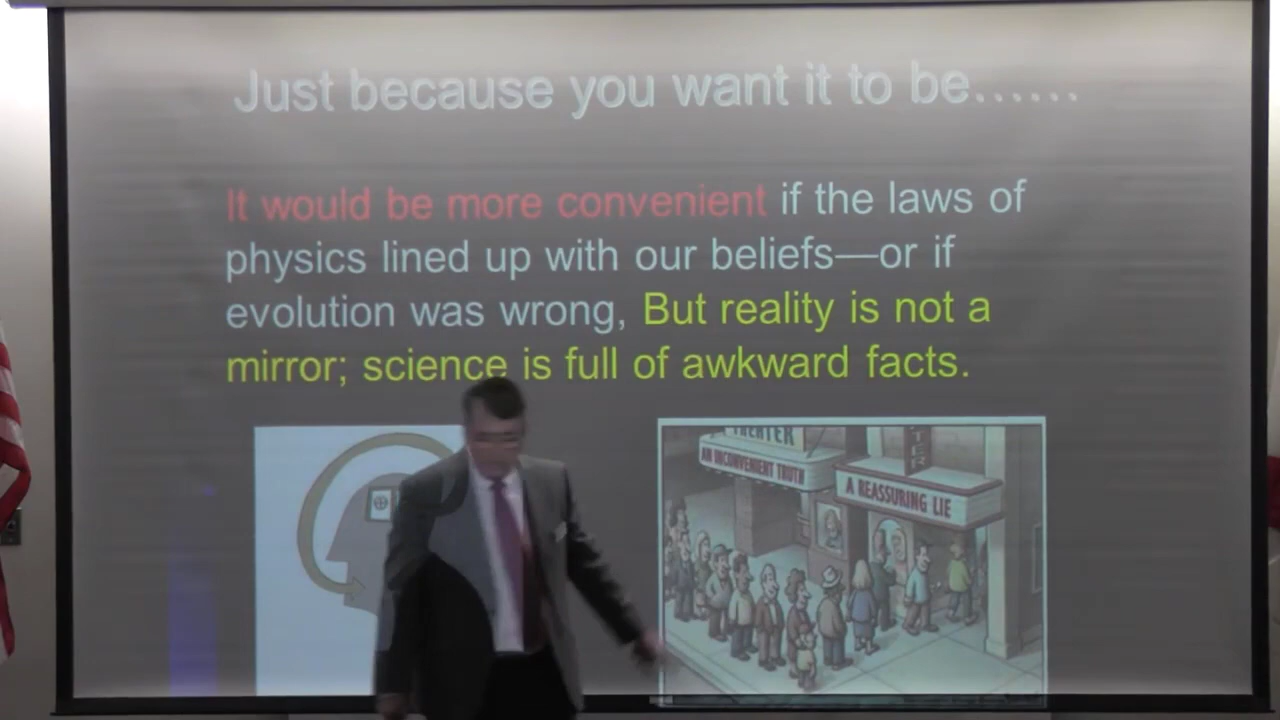 Just because you want it to be......
It would be more convenient if the laws of
physics lined up with our beliefs—or if
evolution was wrong, But reality is not a
mirror; science is full of awkward facts.
THEATER
TER
AN INCONVENIENT TRUTH
A REASSURING LIE